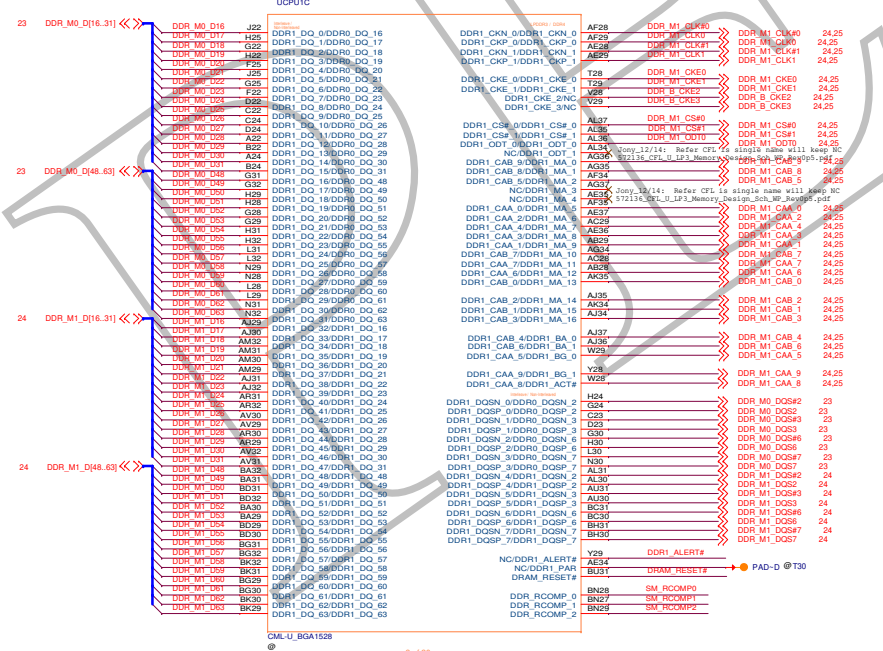 UCPU1C
23 DDR_M0_D[16..31]
DDR_M0_D16 J22 DDR1_DQ_0/DDR0_DQ_16
DDR_M0_D17 H25 DDR1_DQ_1/DDR0_DQ_17
DDR_M0_D18 G22 DDR1_DQ_2/DDR0_DQ_18
DDR_M0_D19 H22 DDR1_DQ_3/DDR0_DQ_19
DDR_M0_D20 F25 DDR1_DQ_4/DDR0_DQ_20
DDR_M0_D21 J25 DDR1_DQ_5/DDR0_DQ_21
DDR_M0_D22 G25 DDR1_DQ_6/DDR0_DQ_22
DDR_M0_D23 F22 DDR1_DQ_7/DDR0_DQ_23
DDR_M0_D24 D22 DDR1_DQ_8/DDR0_DQ_24
DDR_M0_D25 C22 DDR1_DQ_9/DDR0_DQ_25
DDR_M0_D26 C24 DDR1_DQ_10/DDR0_DQ_26
DDR_M0_D27 D24 DDR1_DQ_11/DDR0_DQ_27
DDR_M0_D28 A22 DDR1_DQ_12/DDR0_DQ_28
DDR_M0_D29 B22 DDR1_DQ_13/DDR0_DQ_29
DDR_M0_D30 A24 DDR1_DQ_14/DDR0_DQ_30
DDR_M0_D31 B24 DDR1_DQ_15/DDR0_DQ_31
23 DDR_M0_D[48..63]
DDR_M0_D48 G31 DDR1_DQ_16/DDR0_DQ_48
DDR_M0_D49 G32 DDR1_DQ_17/DDR0_DQ_49
DDR_M0_D50 H29 DDR1_DQ_18/DDR0_DQ_50
DDR_M0_D51 H28 DDR1_DQ_19/DDR0_DQ_51
DDR_M0_D52 G28 DDR1_DQ_20/DDR0_DQ_52
DDR_M0_D53 G29 DDR1_DQ_21/DDR0_DQ_53
DDR_M0_D54 H31 DDR1_DQ_22/DDR0_DQ_54
DDR_M0_D55 H32 DDR1_DQ_23/DDR0_DQ_55
DDR_M0_D56 L31 DDR1_DQ_24/DDR0_DQ_56
DDR_M0_D57 L32 DDR1_DQ_25/DDR0_DQ_57
DDR_M0_D58 N29 DDR1_DQ_26/DDR0_DQ_58
DDR_M0_D59 N28 DDR1_DQ_27/DDR0_DQ_59
DDR_M0_D60 L28 DDR1_DQ_28/DDR0_DQ_60
DDR_M0_D61 L29 DDR1_DQ_29/DDR0_DQ_61
DDR_M0_D62 N31 DDR1_DQ_30/DDR0_DQ_62
DDR_M0_D63 N32 DDR1_DQ_31/DDR0_DQ_63
24 DDR_M1_D[16..31]
DDR_M1_D16 AJ29 DDR1_DQ_32/DDR1_DQ_16
DDR_M1_D17 AJ30 DDR1_DQ_33/DDR1_DQ_17
DDR_M1_D18 AM32 DDR1_DQ_34/DDR1_DQ_18
DDR_M1_D19 AM31 DDR1_DQ_35/DDR1_DQ_19
DDR_M1_D20 AM30 DDR1_DQ_36/DDR1_DQ_20
DDR_M1_D21 AM29 DDR1_DQ_37/DDR1_DQ_21
DDR_M1_D22 AJ31 DDR1_DQ_38/DDR1_DQ_22
DDR_M1_D23 AJ32 DDR1_DQ_39/DDR1_DQ_23
DDR_M1_D24 AR31 DDR1_DQ_40/DDR1_DQ_24
DDR_M1_D25 AR32 DDR1_DQ_41/DDR1_DQ_25
DDR_M1_D26 AV30 DDR1_DQ_42/DDR1_DQ_26
DDR_M1_D27 AV29 DDR1_DQ_43/DDR1_DQ_27
DDR_M1_D28 AR30 DDR1_DQ_44/DDR1_DQ_28
DDR_M1_D29 AR29 DDR1_DQ_45/DDR1_DQ_29
DDR_M1_D30 AV32 DDR1_DQ_46/DDR1_DQ_30
DDR_M1_D31 AV31 DDR1_DQ_47/DDR1_DQ_31
24 DDR_M1_D[48..63]
DDR_M1_D48 BA32 DDR1_DQ_48/DDR1_DQ_48
DDR_M1_D49 BA31 DDR1_DQ_49/DDR1_DQ_49
DDR_M1_D50 BD31 DDR1_DQ_50/DDR1_DQ_50
DDR_M1_D51 BD32 DDR1_DQ_51/DDR1_DQ_51
DDR_M1_D52 BA30 DDR1_DQ_52/DDR1_DQ_52
DDR_M1_D53 BA29 DDR1_DQ_53/DDR1_DQ_53
DDR_M1_D54 BD29 DDR1_DQ_54/DDR1_DQ_54
DDR_M1_D55 BD30 DDR1_DQ_55/DDR1_DQ_55
DDR_M1_D56 BG31 DDR1_DQ_56/DDR1_DQ_56
DDR_M1_D57 BG32 DDR1_DQ_57/DDR1_DQ_57
DDR_M1_D58 BK32 DDR1_DQ_58/DDR1_DQ_58
DDR_M1_D59 BK31 DDR1_DQ_59/DDR1_DQ_59
DDR_M1_D60 BG29 DDR1_DQ_60/DDR1_DQ_60
DDR_M1_D61 BG30 DDR1_DQ_61/DDR1_DQ_61
DDR_M1_D62 BK30 DDR1_DQ_62/DDR1_DQ_62
DDR_M1_D63 BK29 DDR1_DQ_63/DDR1_DQ_63
DDR1_CKN_0/DDR1_CKN_0 AF28 DDR_M1_CLK#0 DDR_M1_CLK#0 24,25
DDR1_CKP_0/DDR1_CKP_0 AF29 DDR_M1_CLK0 DDR_M1_CLK0 24,25
DDR1_CKN_1/DDR1_CKN_1 AE28 DDR_M1_CLK#1 DDR_M1_CLK#1 24,25
DDR1_CKP_1/DDR1_CKP_1 AE29 DDR_M1_CLK1 DDR_M1_CLK1 24,25
DDR1_CKE_0/DDR1_CKE_0 T28 DDR_M1_CKE0 DDR_M1_CKE0 24,25
DDR1_CKE_1/DDR1_CKE_1 T29 DDR_M1_CKE1 DDR_M1_CKE1 24,25
DDR1_CKE_2/NC V28 DDR_B_CKE2 DDR_B_CKE2 24,25
DDR1_CKE_3/NC V29 DDR_B_CKE3 DDR_B_CKE3 24,25
DDR1_CS#_0/DDR1_CS#_0 AL37 DDR_M1_CS#0 DDR_M1_CS#0 24,25
DDR1_CS#_1/DDR1_CS#_1 AL35 DDR_M1_CS#1 DDR_M1_CS#1 24,25
DDR1_ODT_0/DDR1_ODT_0 AL36 DDR_M1_ODT0 DDR_M1_ODT0 24,25
NC/DDR1_ODT_1 AL34
Jony_12/14: Refer CFL is single name will keep NC
572136_CFL_U_LP3_Memory_Design_Sch_WP_Rev0p5.pdf
DDR1_CAB_9/DDR1_MA_0 AG36 DDR_M1_CAB_9 24,25
DDR1_CAB_8/DDR1_MA_1 AG35 DDR_M1_CAB_8 24,25
DDR1_CAB_5/DDR1_MA_2 AF34 DDR_M1_CAB_5 24,25
NC/DDR1_MA_3 AG37
NC/DDR1_MA_4 AE35
Jony_12/14: Refer CFL is single name will keep NC
572136_CFL_U_LP3_Memory_Design_Sch_WP_Rev0p5.pdf
DDR1_CAA_0/DDR1_MA_5 AF35 DDR_M1_CAA_0 24,25
DDR1_CAA_2/DDR1_MA_6 AE37 DDR_M1_CAA_2 24,25
DDR1_CAA_4/DDR1_MA_7 AC29 DDR_M1_CAA_4 24,25
DDR1_CAA_3/DDR1_MA_8 AE36 DDR_M1_CAA_3 24,25
DDR1_CAA_1/DDR1_MA_9 AB29 DDR_M1_CAA_1 24,25
DDR1_CAB_7/DDR1_MA_10 AG34 DDR_M1_CAB_7 24,25
DDR1_CAA_7/DDR1_MA_11 AC28 DDR_M1_CAA_7 24,25
DDR1_CAA_6/DDR1_MA_12 AB28 DDR_M1_CAA_6 24,25
DDR1_CAB_0/DDR1_MA_13 AK35 DDR_M1_CAB_0 24,25
DDR1_CAB_2/DDR1_MA_14 AJ35 DDR_M1_CAB_2 24,25
DDR1_CAB_1/DDR1_MA_15 AK34 DDR_M1_CAB_1 24,25
DDR1_CAB_3/DDR1_MA_16 AJ34 DDR_M1_CAB_3 24,25
DDR1_CAB_4/DDR1_BA_0 AJ37 DDR_M1_CAB_4 24,25
DDR1_CAB_6/DDR1_BA_1 AJ36 DDR_M1_CAB_6 24,25
DDR1_CAA_5/DDR1_BG_0 W29 DDR_M1_CAA_5 24,25
DDR1_CAA_9/DDR1_BG_1 Y28 DDR_M1_CAA_9 24,25
DDR1_CAA_8/DDR1_ACT# W28 DDR_M1_CAA_8 24,25
DDR1_DQSN_0/DDR0_DQSN_2 H24 DDR_M0_DQS#2 23
DDR1_DQSP_0/DDR0_DQSP_2 G24 DDR_M0_DQS2 23
DDR1_DQSN_1/DDR0_DQSN_3 C23 DDR_M0_DQS#3 23
DDR1_DQSP_1/DDR0_DQSP_3 D23 DDR_M0_DQS3 23
DDR1_DQSN_2/DDR0_DQSN_6 G30 DDR_M0_DQS#6 23
DDR1_DQSP_2/DDR0_DQSP_6 H30 DDR_M0_DQS6 23
DDR1_DQSN_3/DDR0_DQSN_7 L30 DDR_M0_DQS#7 23
DDR1_DQSP_3/DDR0_DQSP_7 N30 DDR_M0_DQS7 23
DDR1_DQSN_4/DDR1_DQSN_2 AL31 DDR_M1_DQS#2 24
DDR1_DQSP_4/DDR1_DQSP_2 AL30 DDR_M1_DQS2 24
DDR1_DQSN_5/DDR1_DQSN_3 AU31 DDR_M1_DQS#3 24
DDR1_DQSP_5/DDR1_DQSP_3 AU30 DDR_M1_DQS3 24
DDR1_DQSN_6/DDR1_DQSN_6 BC31 DDR_M1_DQS#6 24
DDR1_DQSP_6/DDR1_DQSP_6 BC30 DDR_M1_DQS6 24
DDR1_DQSN_7/DDR1_DQSN_7 BH31 DDR_M1_DQS#7 24
DDR1_DQSP_7/DDR1_DQSP_7 BH30 DDR_M1_DQS7 24
NC/DDR1_ALERT# Y29 DDR1_ALERT#
NC/DDR1_PAR AE34 PAD~D @T30
DRAM_RESET# BU31 DRAM_RESET#
DDR_RCOMP_0 BN28 SM_RCOMP0
DDR_RCOMP_1 BN27 SM_RCOMP1
DDR_RCOMP_2 BN29 SM_RCOMP2
CML-U_BGA1528
@